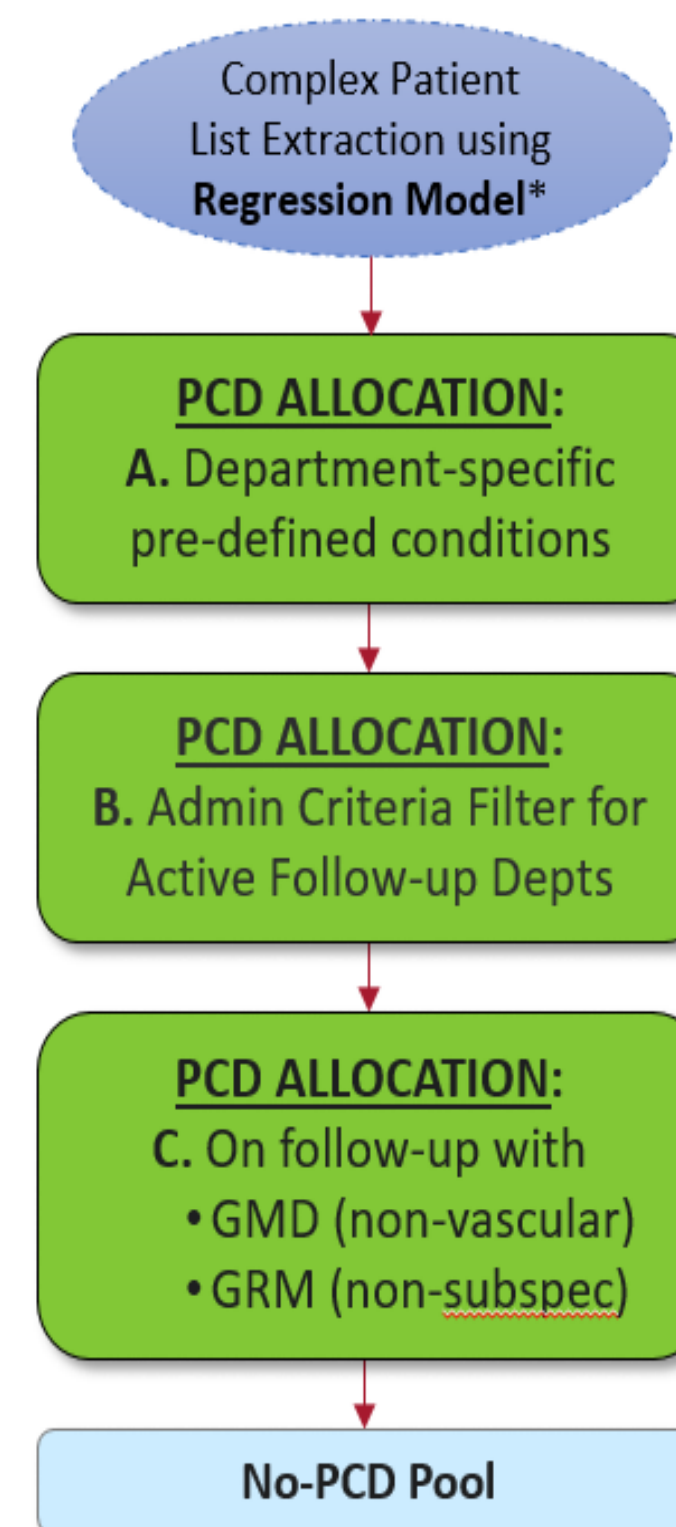 Complex Patient
List Extraction using
Regression Model*
PCD ALLOCATION:
A. Department-specific
pre-defined conditions
PCD ALLOCATION:
B. Admin Criteria Filter for
Active Follow-up Depts
PCD ALLOCATION:
C. On follow-up with
• GMD (non-vascular)
• GRM (non-subspec)
No-PCD Pool